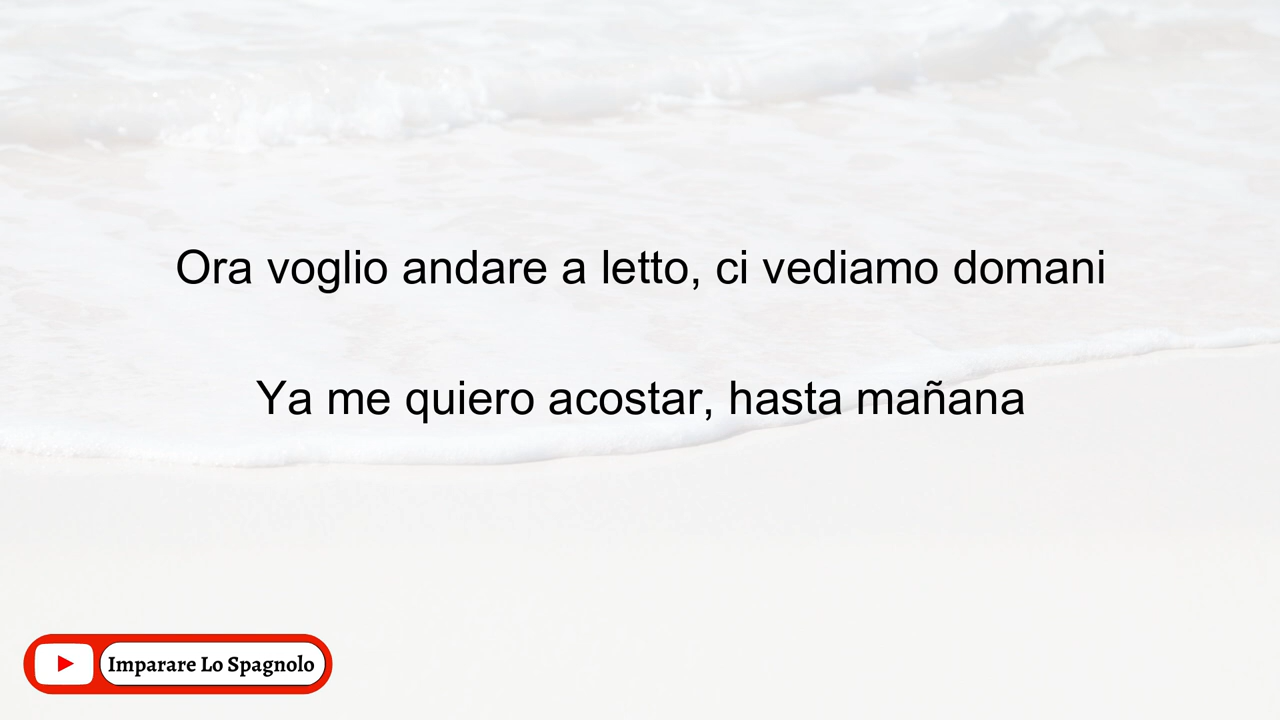 Ora voglio andare a letto, ci vediamo domani
Ya me quiero acostar, hasta mañana
Imparare Lo Spagnolo